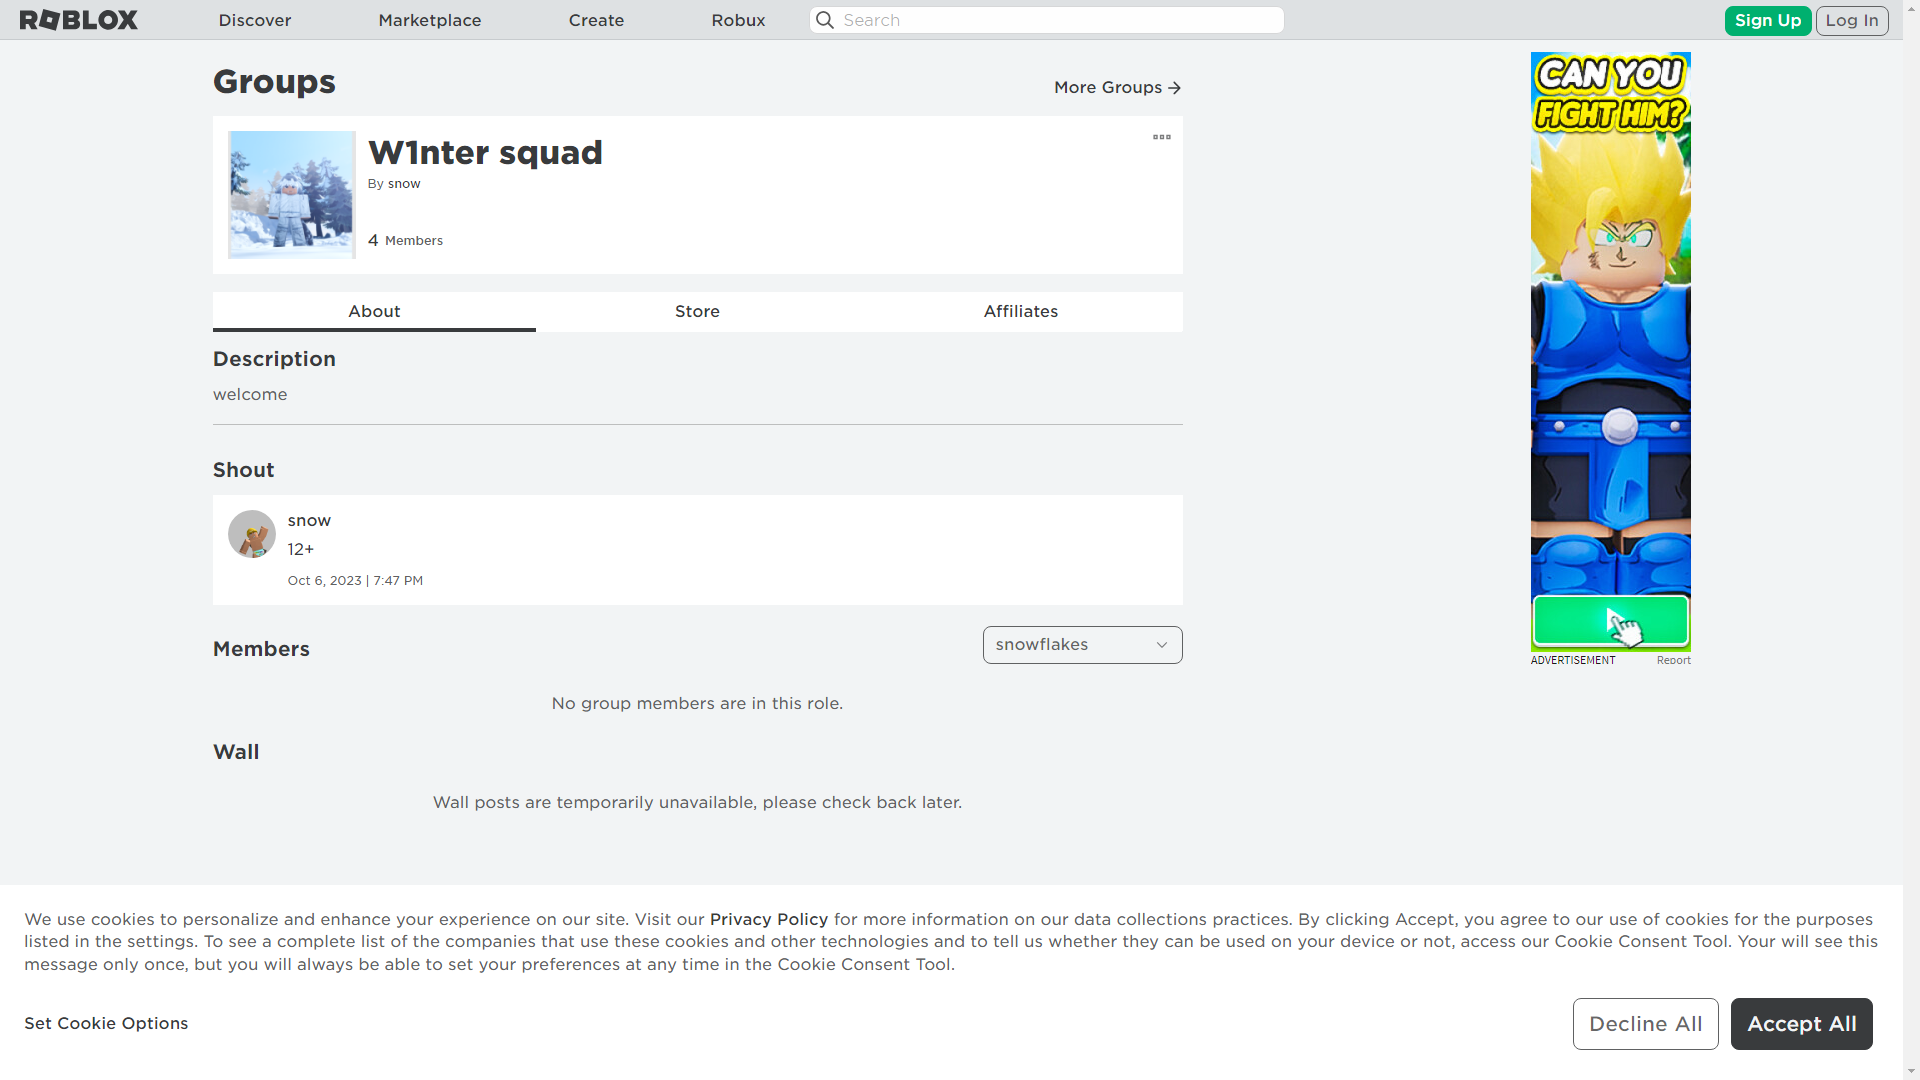 ROBLOX
Discover
Marketplace
Create
Robux
Search
Sign Up
Log In
Groups
More Groups
W1nter squad
By snow
4 Members
About
Store
Affiliates
Description
welcome
Shout
snow
12+
Oct 6, 2023 | 7:47 PM
Members
snowflakes
No group members are in this role.
Wall
Wall posts are temporarily unavailable, please check back later.
CAN YOU
FIGHT HIM?
ADVERTISEMENT
Report
We use cookies to personalize and enhance your experience on our site. Visit our Privacy Policy for more information on our data collections practices. By clicking Accept, you agree to our use of cookies for the purposes
listed in the settings. To see a complete list of the companies that use these cookies and other technologies and to tell us whether they can be used on your device or not, access our Cookie Consent Tool. Your will see this
message only once, but you will always be able to set your preferences at any time in the Cookie Consent Tool.
Set Cookie Options
Decline All
Accept All